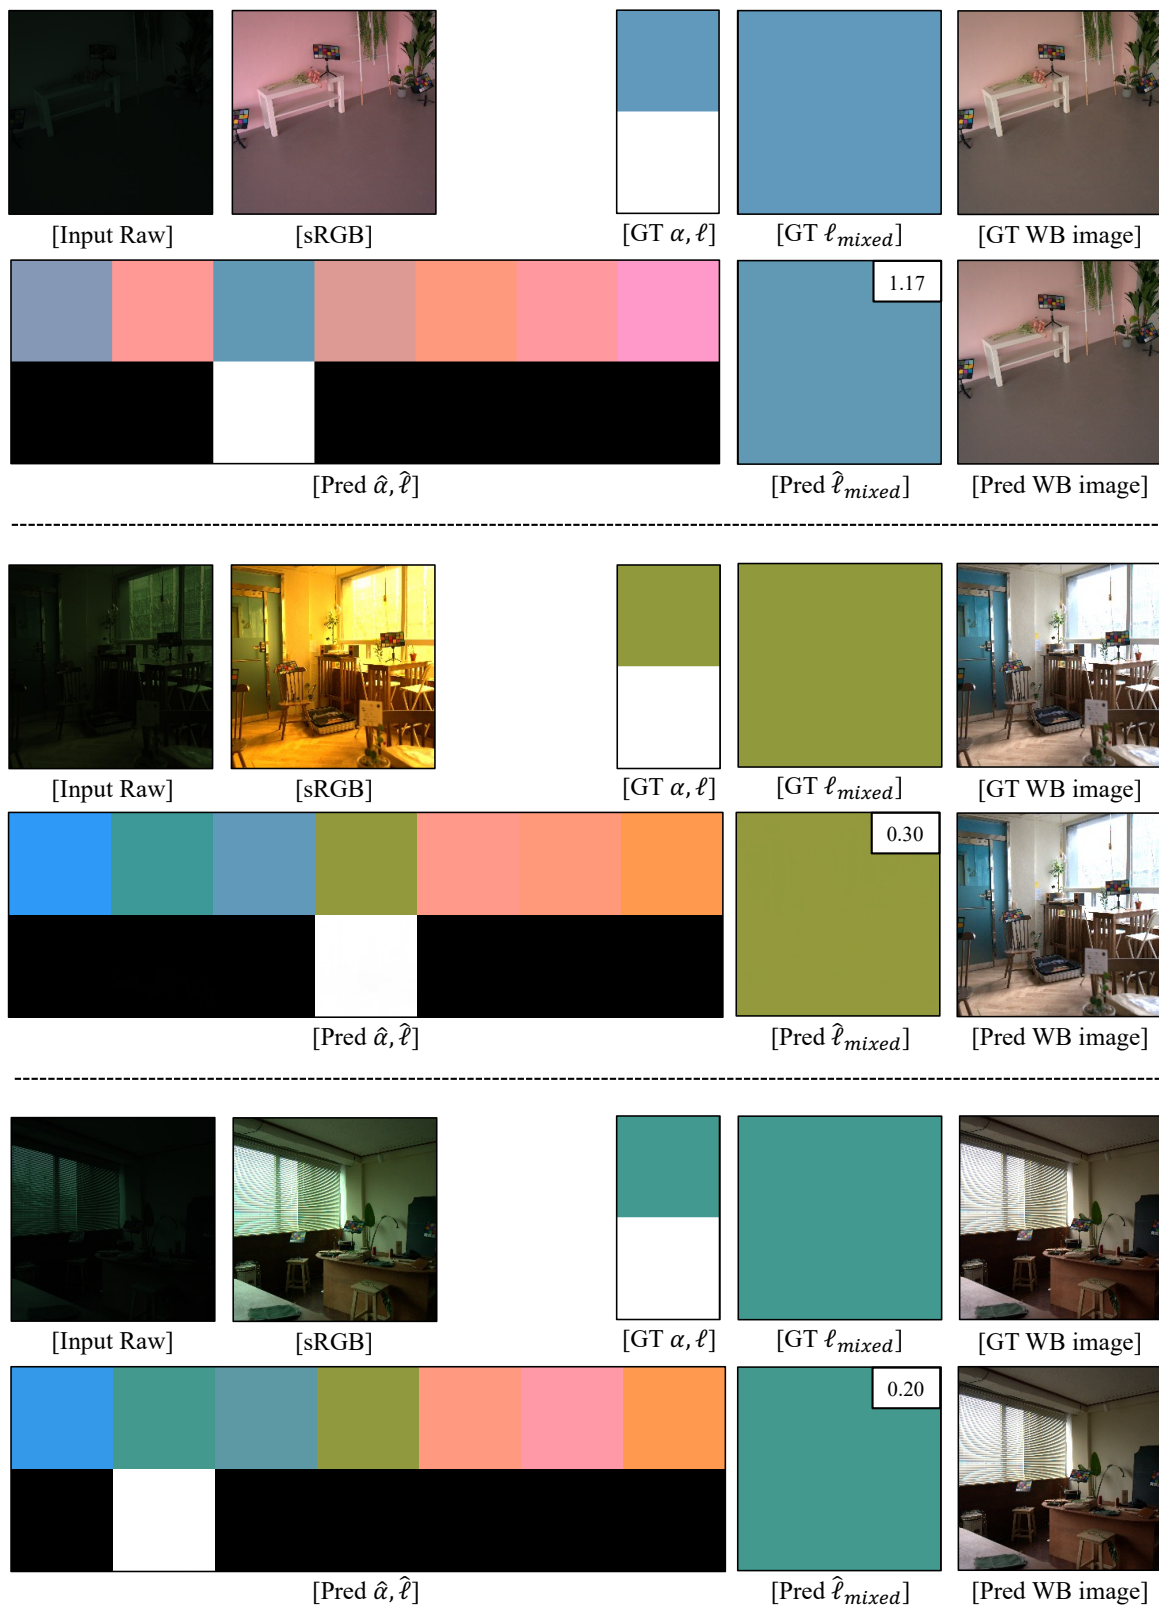 [Input Raw] [sRGB] [GT α, ℓ] [GT ℓ_mixed] [GT WB image]
1.17
[Pred α̂, ℓ̂] [Pred ℓ̂_mixed] [Pred WB image]
[Input Raw] [sRGB] [GT α, ℓ] [GT ℓ_mixed] [GT WB image]
0.30
[Pred α̂, ℓ̂] [Pred ℓ̂_mixed] [Pred WB image]
[Input Raw] [sRGB] [GT α, ℓ] [GT ℓ_mixed] [GT WB image]
0.20
[Pred α̂, ℓ̂] [Pred ℓ̂_mixed] [Pred WB image]